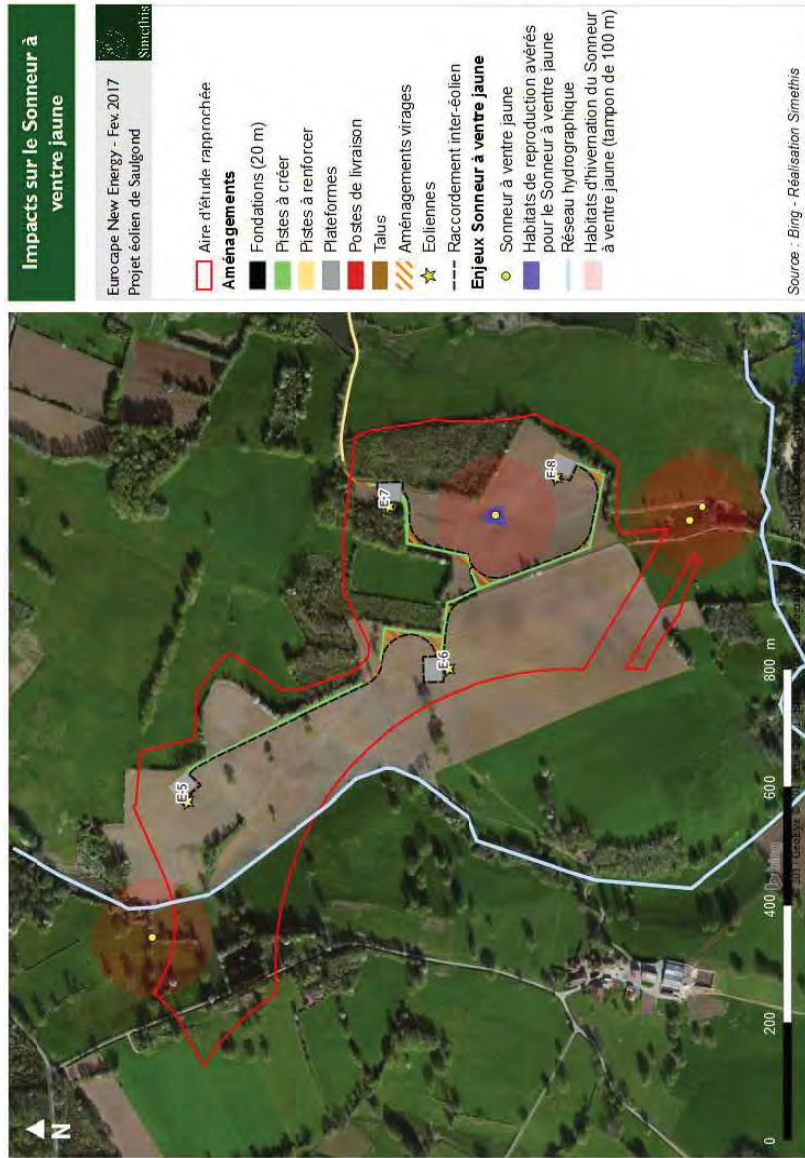 Impacts sur le Sonneur à
ventre jaune
Simethis
Eurocape New Energy - Fev. 2017
Projet éolien de Saulgond
Aire d'étude rapprochée
Aménagements
Fondations (20 m)
Pistes à créer
Pistes à renforcer
Plateformes
Postes de livraison
Talus
Aménagements virages
Eoliennes
Raccordement inter-éolien
Enjeux Sonneur à ventre jaune
Sonneur à ventre jaune
Habitats de reproduction avérés
pour le Sonneur à ventre jaune
Réseau hydrographique
Habitats d'hivernation du Sonneur
à ventre jaune (tampon de 100 m)
Source : Bing - Réalisation Simethis
N
E-5
E-6
E-7
E-8
0 200 400 600 800 m
bing